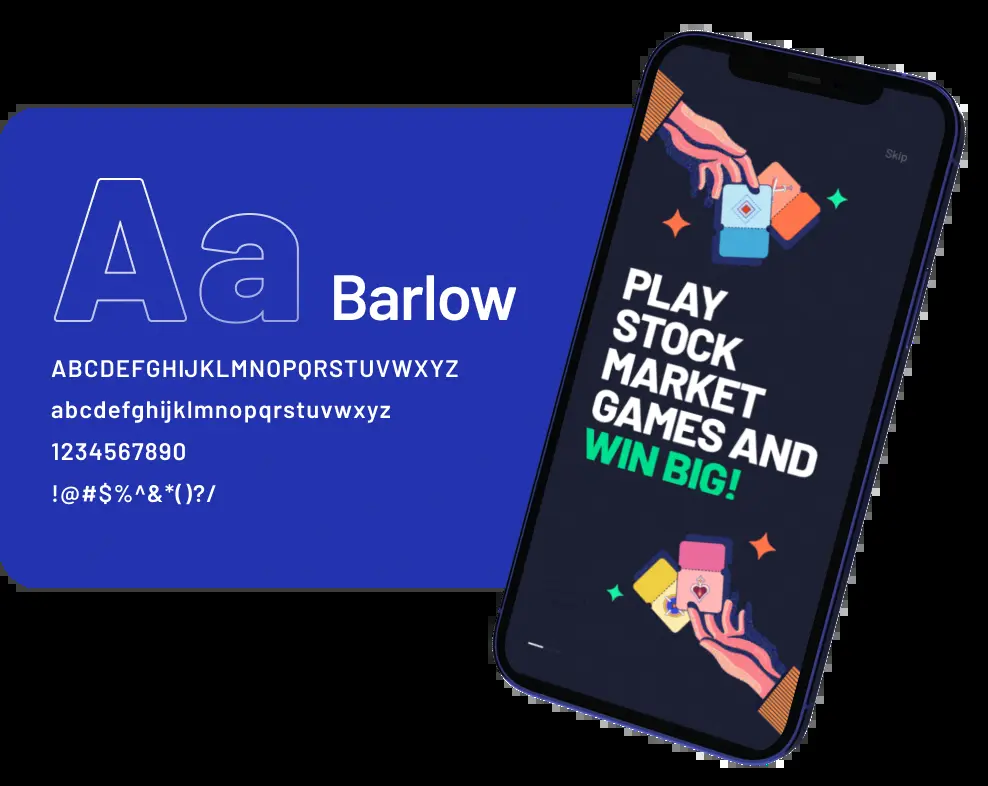 Aa Barlow
ABCDEFGHIJKLMNOPQRSTUVWXYZ
abcdefghijklmnopqrstuvwxyz
1234567890
!@#$%^&*()?/
Skip
PLAY
STOCK
MARKET
GAMES AND
WIN BIG!